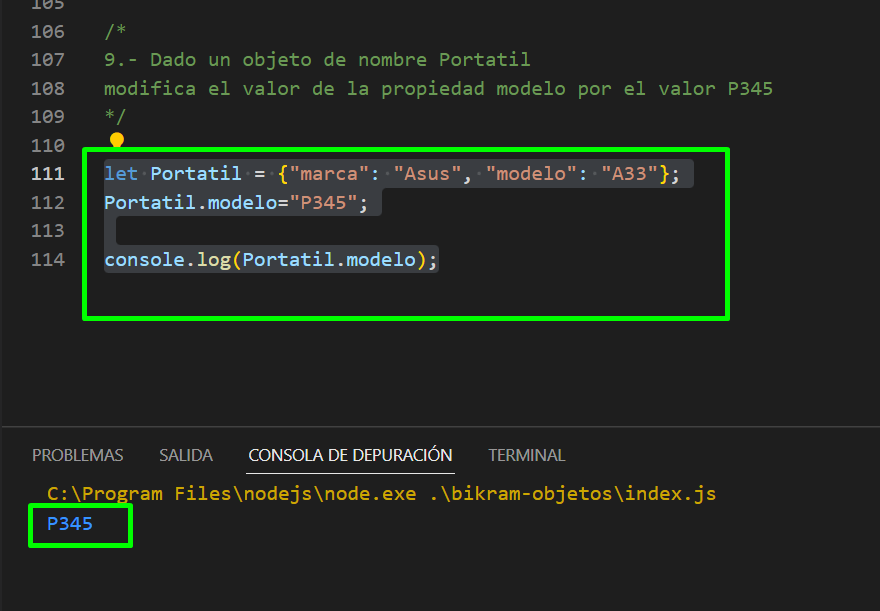 105
106 /*
107 9.- Dado un objeto de nombre Portatil
108 modifica el valor de la propiedad modelo por el valor P345
109 */
110
111 let Portatil = {"marca": "Asus", "modelo": "A33"};
112 Portatil.modelo="P345";
113
114 console.log(Portatil.modelo);
PROBLEMAS SALIDA CONSOLA DE DEPURACIÓN TERMINAL
C:\Program Files\nodejs\node.exe .\bikram-objetos\index.js
P345